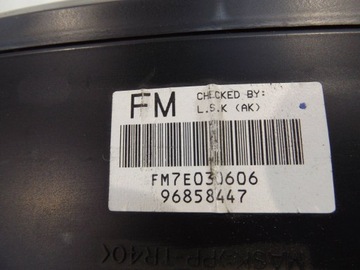 FM
CHECKED BY:
L.S.K (AK)
FM7E030606
96858447